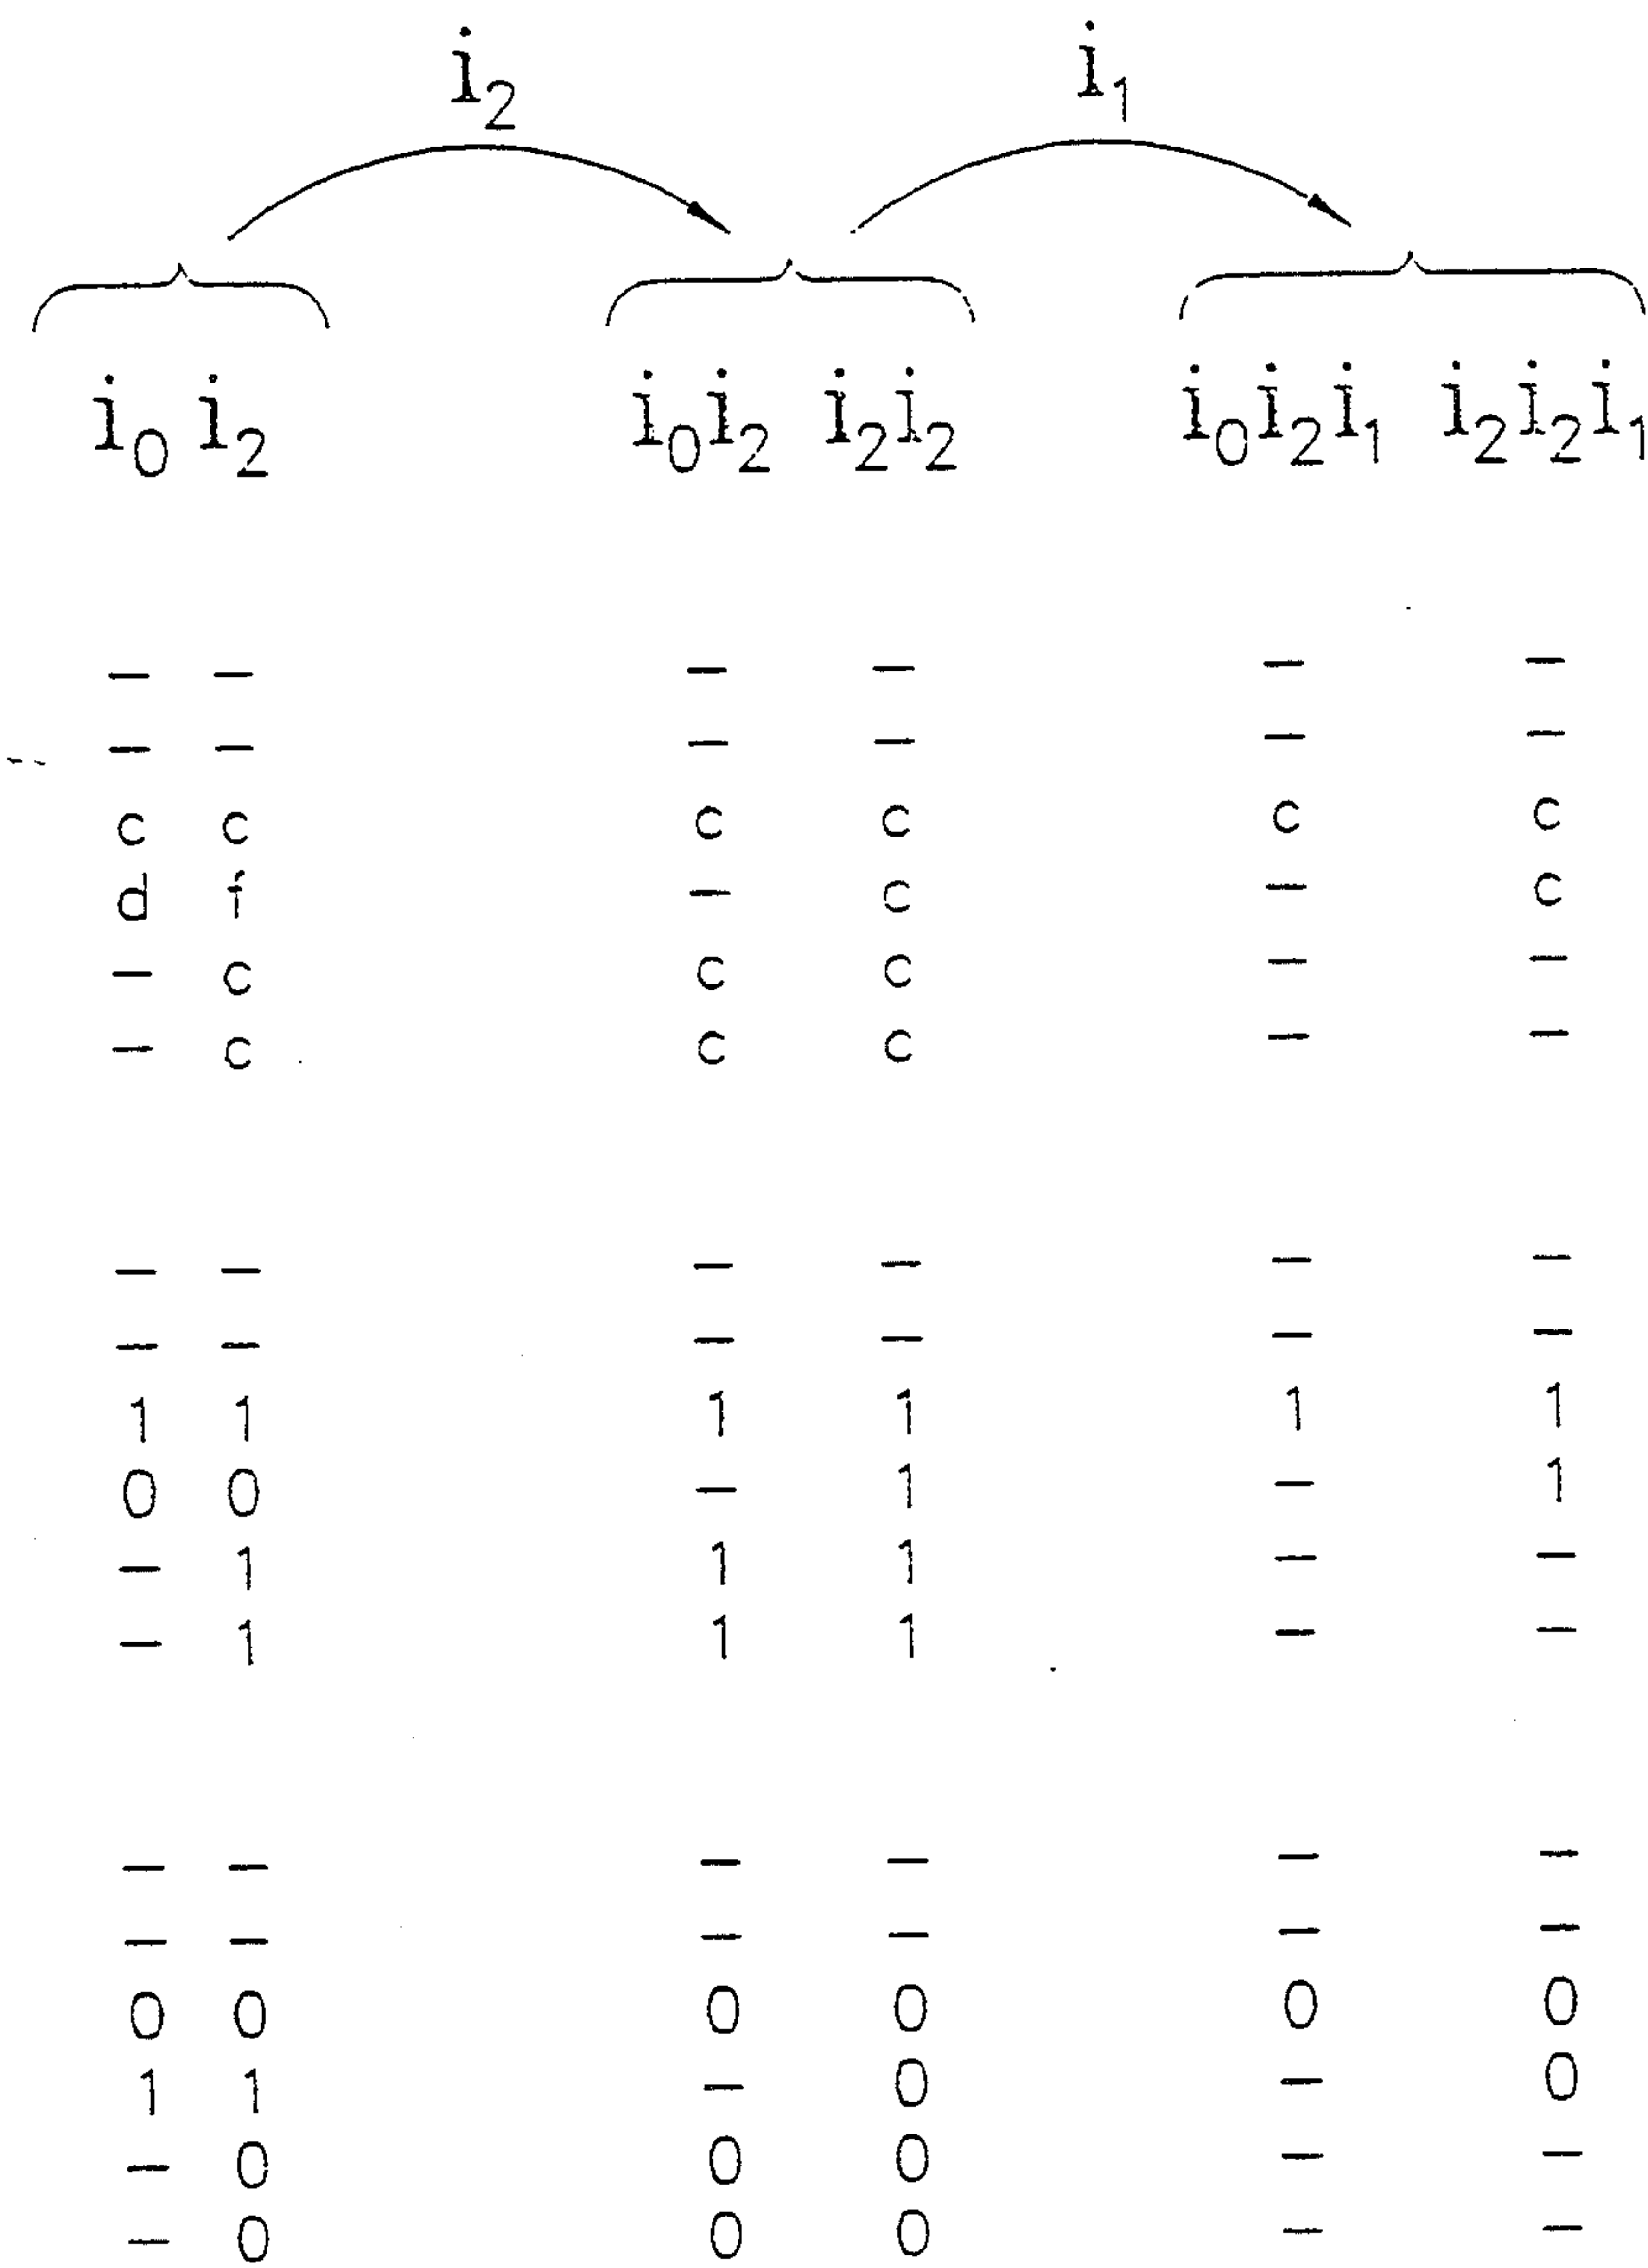 i₂ i₁
i₀ i₂ i₀i₂ i₂i₂ i₀i₂i₁ i₂i₂i₁
– – – – – –
– – – – – –
c c c c c c
d f – c – c
– c c c – –
– c c c – –
– – – – – –
– – – – – –
1 1 1 1 1 1
0 0 – 1 – 1
– 1 1 1 – –
– 1 1 1 – –
– – – – – –
– – – – – –
0 0 0 0 0 0
1 1 – 0 – 0
– 0 0 0 – –
– 0 0 0 – –